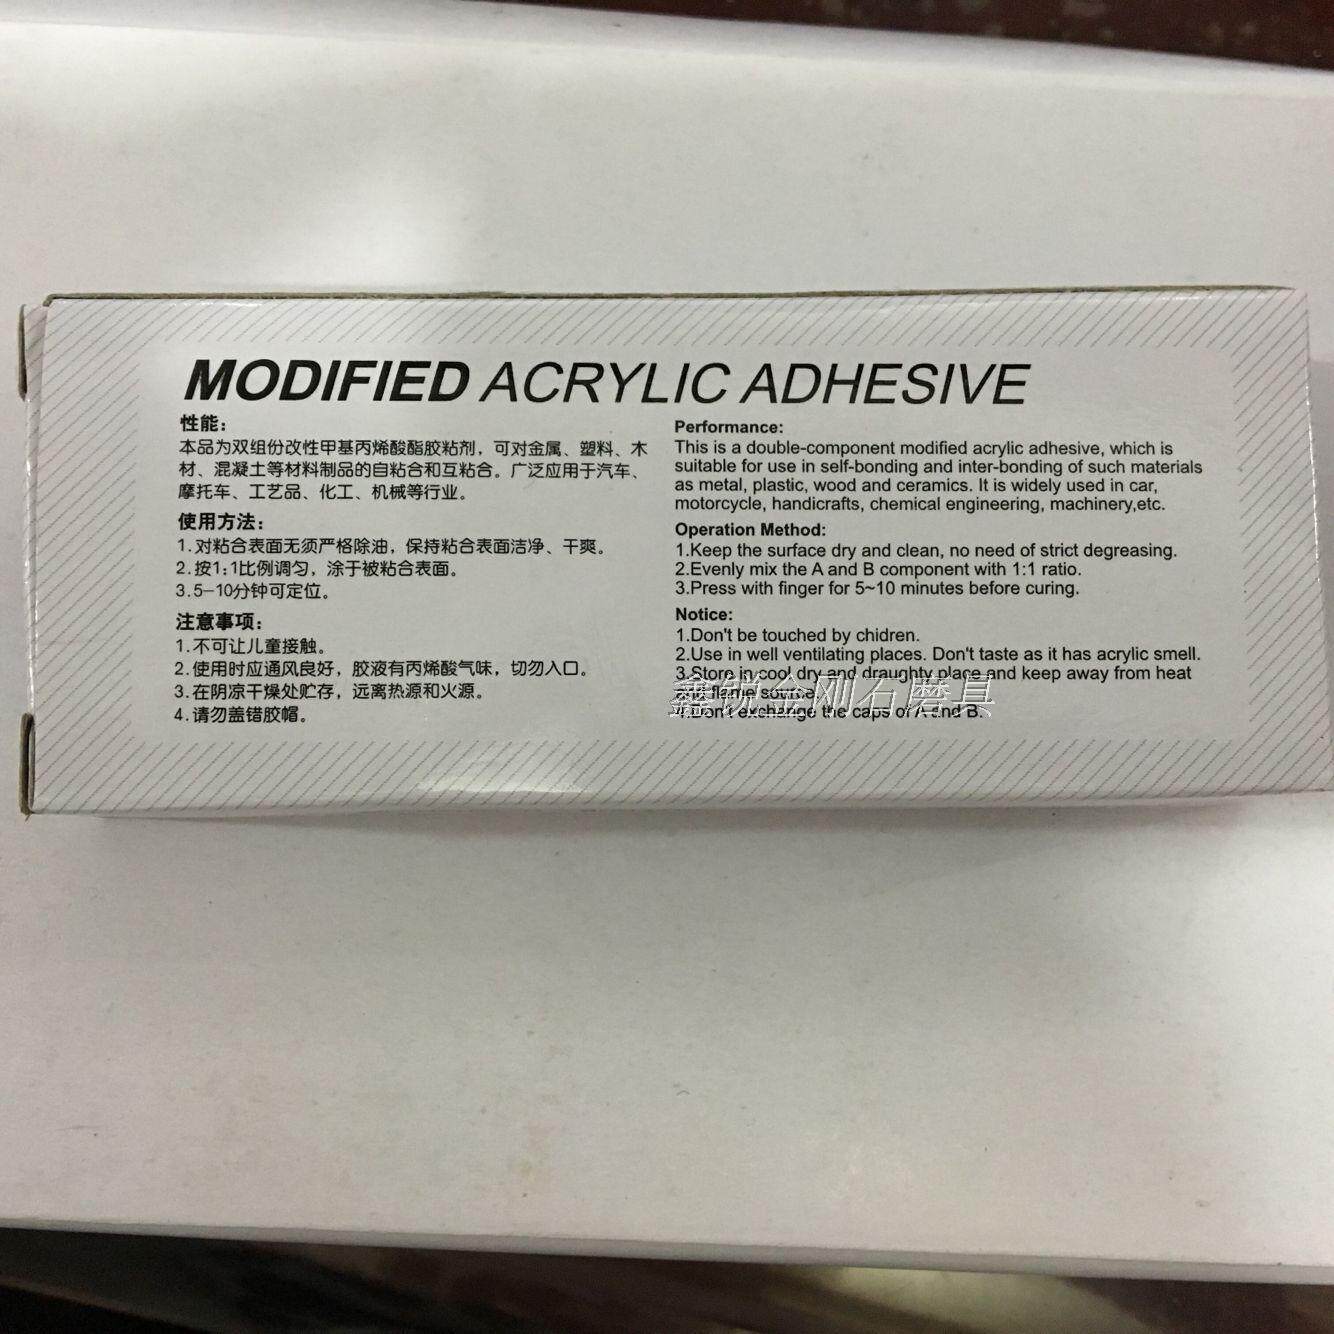 MODIFIED ACRYLIC ADHESIVE
性能：
本品为双组份改性甲基丙烯酸酯胶粘剂，可对金属、塑料、木
材、混凝土等材料制品的自粘合和互粘合。广泛应用于汽车、
摩托车、工艺品、化工、机械等行业。
使用方法：
1.对粘合表面无须严格除油，保持粘合表面洁净、干爽。
2.按1:1比例调匀，涂于被粘合表面。
3.5-10分钟可定位。
注意事项：
1.不可让儿童接触。
2.使用时应通风良好，胶液有丙烯酸气味，切勿入口。
3.在阴凉干燥处贮存，远离热源和火源。
4.请勿盖错胶帽。
Performance:
This is a double-component modified acrylic adhesive, which is
suitable for use in self-bonding and inter-bonding of such materials
as metal, plastic, wood and ceramics. It is widely used in car,
motorcycle, handicrafts, chemical engineering, machinery,etc.
Operation Method:
1.Keep the surface dry and clean, no need of strict degreasing.
2.Evenly mix the A and B component with 1:1 ratio.
3.Press with finger for 5~10 minutes before curing.
Notice:
1.Don't be touched by chidren.
2.Use in well ventilating places. Don't taste as it has acrylic smell.
3.Store in cool dry and draughty place and keep away from heat
and flame source.
4.Don't exchange the caps of A and B.
鑫锐金刚石磨具